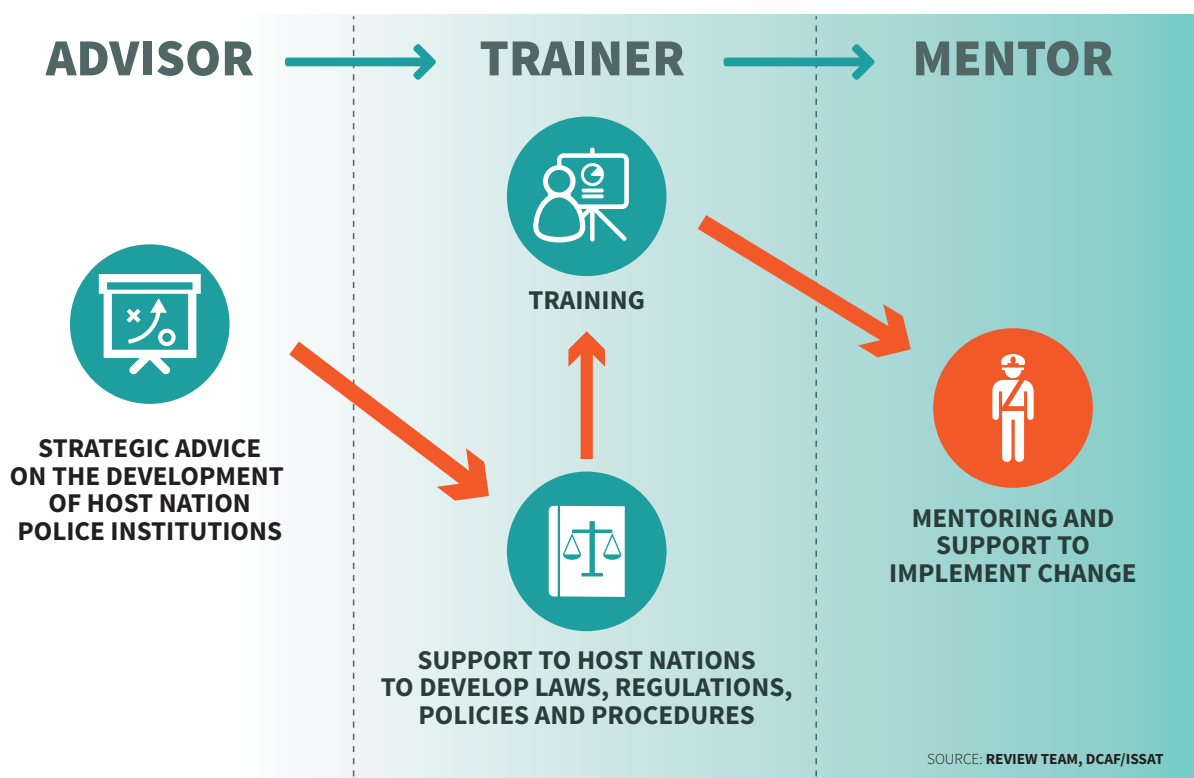 ADVISOR
TRAINER
MENTOR
TRAINING
STRATEGIC ADVICE
ON THE DEVELOPMENT
OF HOST NATION
POLICE INSTITUTIONS
MENTORING AND
SUPPORT TO
IMPLEMENT CHANGE
SUPPORT TO HOST NATIONS
TO DEVELOP LAWS, REGULATIONS,
POLICIES AND PROCEDURES
SOURCE: REVIEW TEAM, DCAF/ISSAT